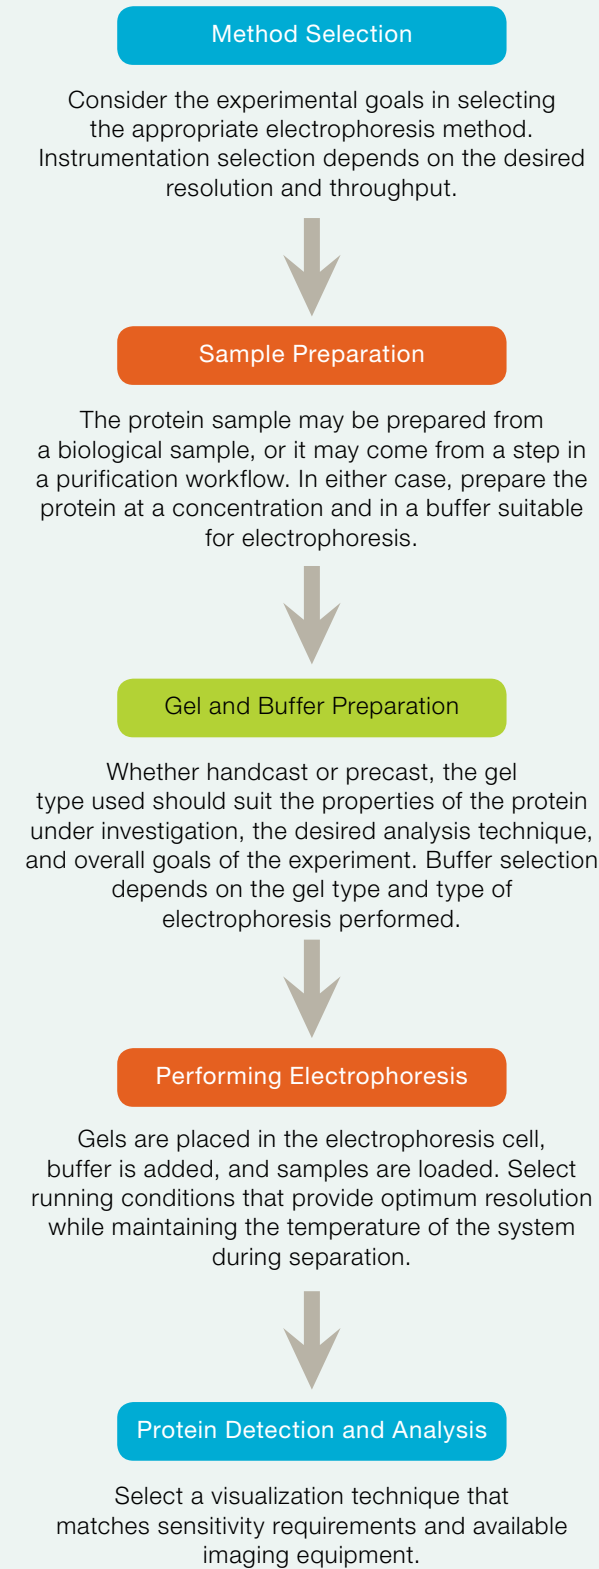 Method Selection
Consider the experimental goals in selecting
the appropriate electrophoresis method.
Instrumentation selection depends on the desired
resolution and throughput.
Sample Preparation
The protein sample may be prepared from
a biological sample, or it may come from a step in
a purification workflow. In either case, prepare the
protein at a concentration and in a buffer suitable
for electrophoresis.
Gel and Buffer Preparation
Whether handcast or precast, the gel
type used should suit the properties of the protein
under investigation, the desired analysis technique,
and overall goals of the experiment. Buffer selection
depends on the gel type and type of
electrophoresis performed.
Performing Electrophoresis
Gels are placed in the electrophoresis cell,
buffer is added, and samples are loaded. Select
running conditions that provide optimum resolution
while maintaining the temperature of the system
during separation.
Protein Detection and Analysis
Select a visualization technique that
matches sensitivity requirements and available
imaging equipment.